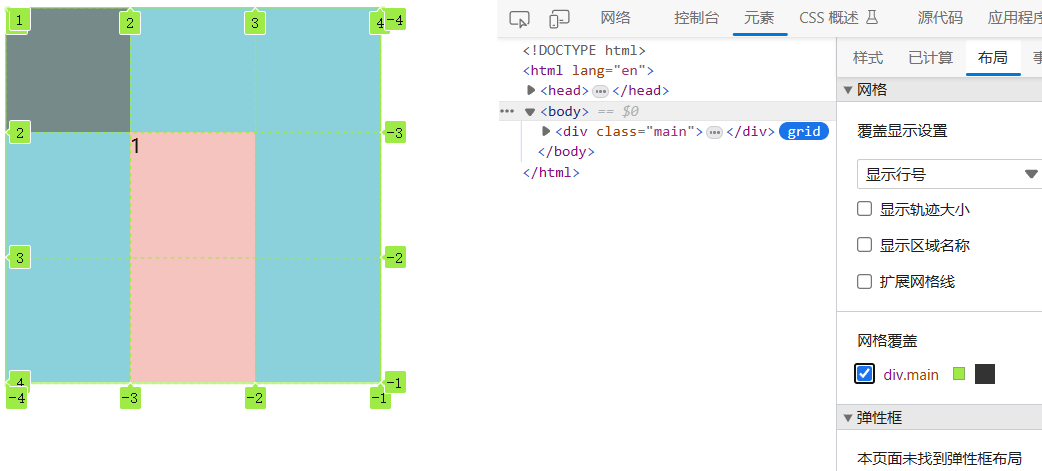 1 2 3 4 -4
2 -3
1
3 -2
4 -1
-4 -3 -2 -1
网络 控制台 元素 CSS 概述 源代码 应用程序
<!DOCTYPE html>
<html lang="en">
<head> ••• </head>
••• <body> == $0
<div class="main"> ••• </div> grid
</body>
</html>
样式 已计算 布局
网格
覆盖显示设置
显示行号
显示轨迹大小
显示区域名称
扩展网格线
网格覆盖
div.main
弹性框
本页面未找到弹性框布局